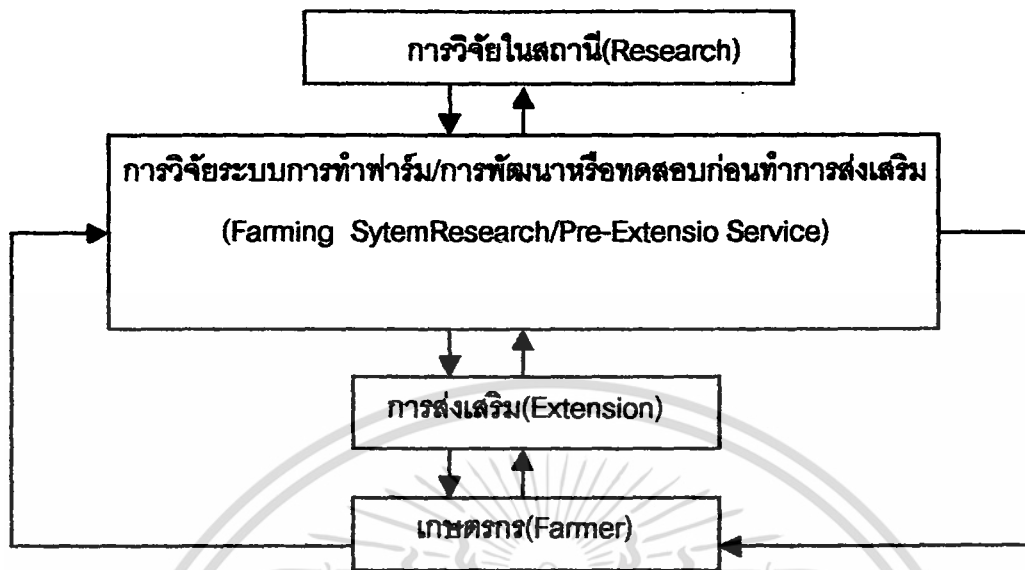 การวิจัยในสถานี(Research)
การวิจัยระบบการทำฟาร์ม/การพัฒนาหรือทดสอบก่อนทำการส่งเสริม
(Farming SytemResearch/Pre-Extensio Service)
การส่งเสริม(Extension)
เกษตรกร(Farmer)